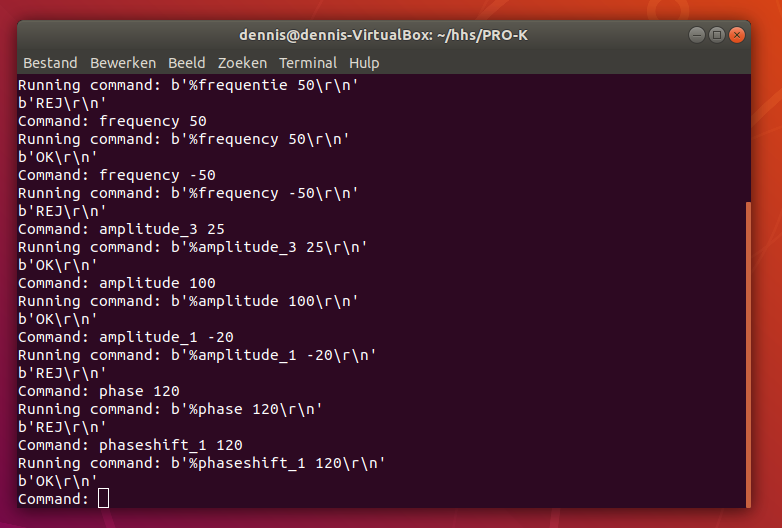 dennis@dennis-VirtualBox: ~/hhs/PRO-K
Bestand Bewerken Beeld Zoeken Terminal Hulp
Running command: b'%frequentie 50\r\n'
b'REJ\r\n'
Command: frequency 50
Running command: b'%frequency 50\r\n'
b'OK\r\n'
Command: frequency -50
Running command: b'%frequency -50\r\n'
b'REJ\r\n'
Command: amplitude_3 25
Running command: b'%amplitude_3 25\r\n'
b'OK\r\n'
Command: amplitude 100
Running command: b'%amplitude 100\r\n'
b'OK\r\n'
Command: amplitude_1 -20
Running command: b'%amplitude_1 -20\r\n'
b'REJ\r\n'
Command: phase 120
Running command: b'%phase 120\r\n'
b'REJ\r\n'
Command: phaseshift_1 120
Running command: b'%phaseshift_1 120\r\n'
b'OK\r\n'
Command: